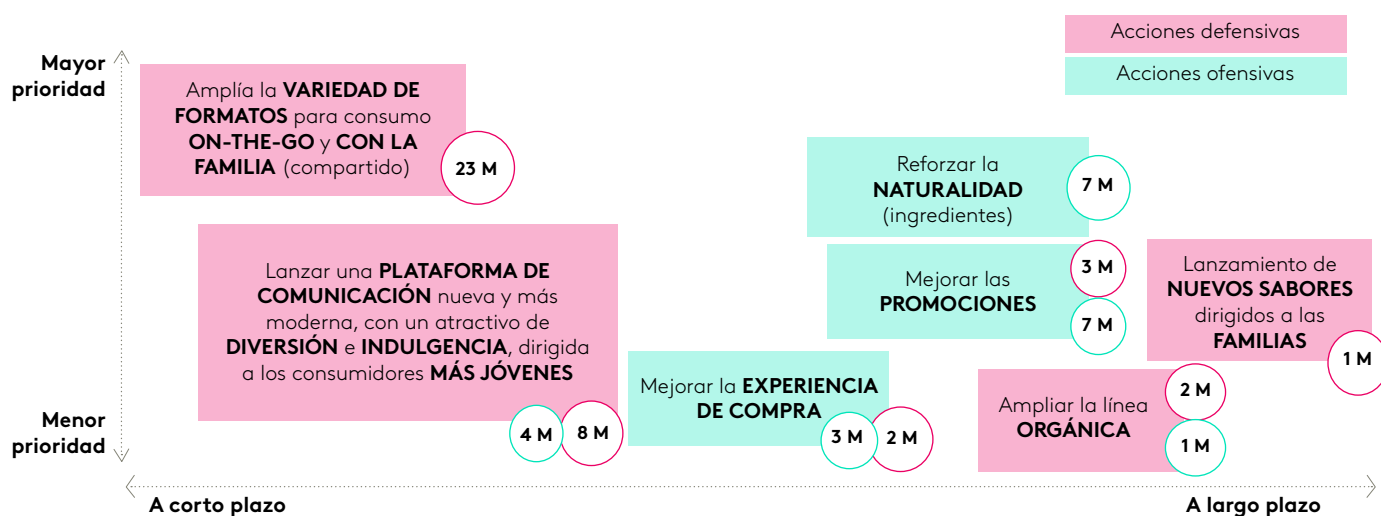 Acciones defensivas
Acciones ofensivas
Mayor
prioridad
Amplía la VARIEDAD DE
FORMATOS para consumo
ON-THE-GO y CON LA
FAMILIA (compartido)
23 M
Reforzar la
NATURALIDAD
(ingredientes)
7 M
Lanzar una PLATAFORMA DE
COMUNICACIÓN nueva y más
moderna, con un atractivo de
DIVERSIÓN e INDULGENCIA, dirigida
a los consumidores MÁS JÓVENES
4 M
8 M
Mejorar las
PROMOCIONES
3 M
7 M
Lanzamiento de
NUEVOS SABORES
dirigidos a las
FAMILIAS
1 M
Mejorar la EXPERIENCIA
DE COMPRA
3 M
2 M
Ampliar la línea
ORGÁNICA
2 M
1 M
Menor
prioridad
A corto plazo
A largo plazo